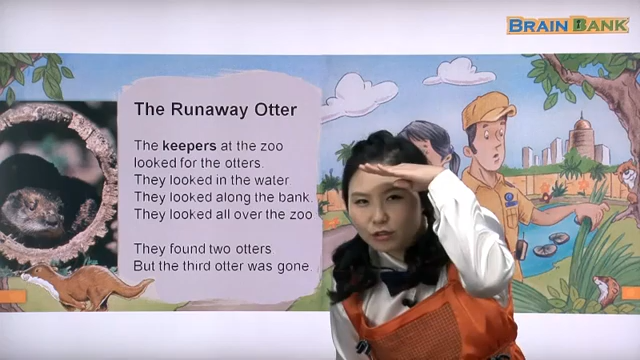 BRAIN BANK
The Runaway Otter
The keepers at the zoo
looked for the otters.
They looked in the water
They looked along the bank.
They looked all over the zoo
They found two otters
But the third otter was gone.